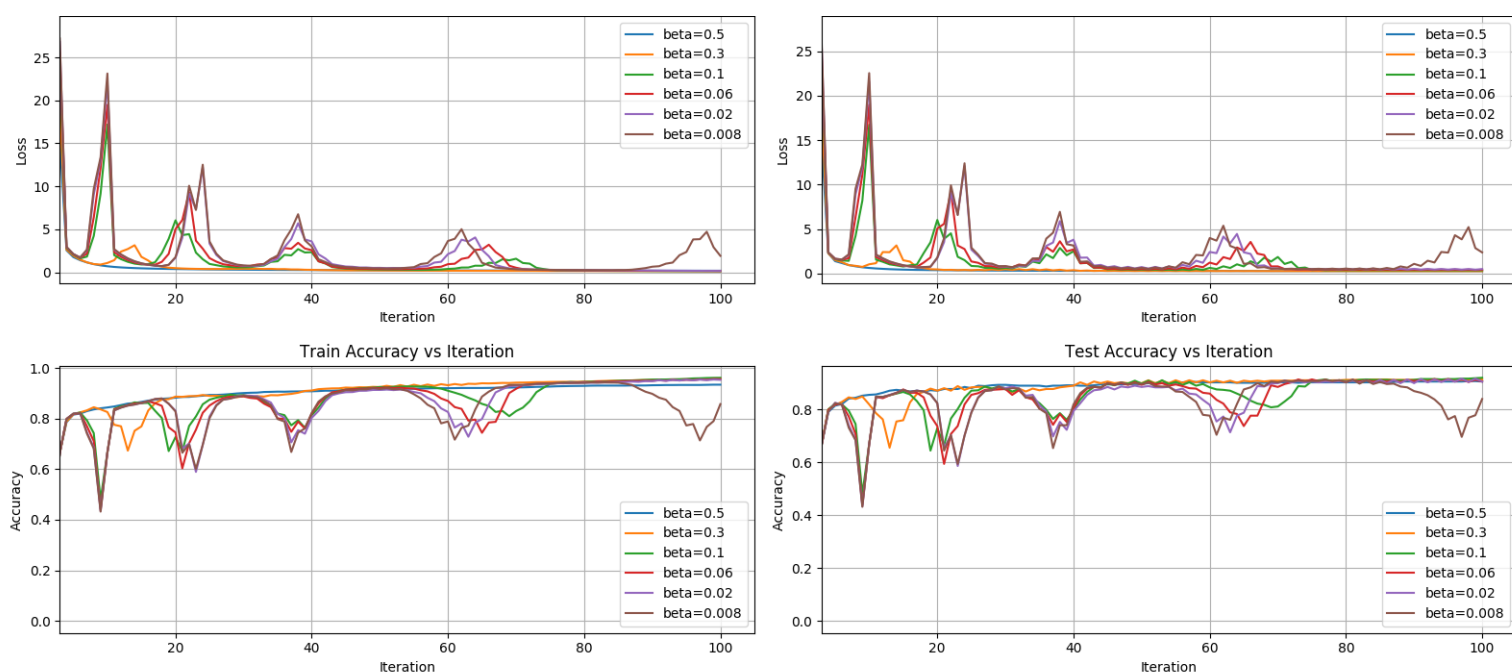 25
20
15
10
5
0
Loss
20
40
60
80
100
Iteration
beta=0.5
beta=0.3
beta=0.1
beta=0.06
beta=0.02
beta=0.008
25
20
15
10
5
0
Loss
20
40
60
80
100
Iteration
beta=0.5
beta=0.3
beta=0.1
beta=0.06
beta=0.02
beta=0.008
Train Accuracy vs Iteration
1.0
0.8
0.6
0.4
0.2
0.0
Accuracy
20
40
60
80
100
Iteration
beta=0.5
beta=0.3
beta=0.1
beta=0.06
beta=0.02
beta=0.008
Test Accuracy vs Iteration
0.8
0.6
0.4
0.2
0.0
Accuracy
20
40
60
80
100
Iteration
beta=0.5
beta=0.3
beta=0.1
beta=0.06
beta=0.02
beta=0.008